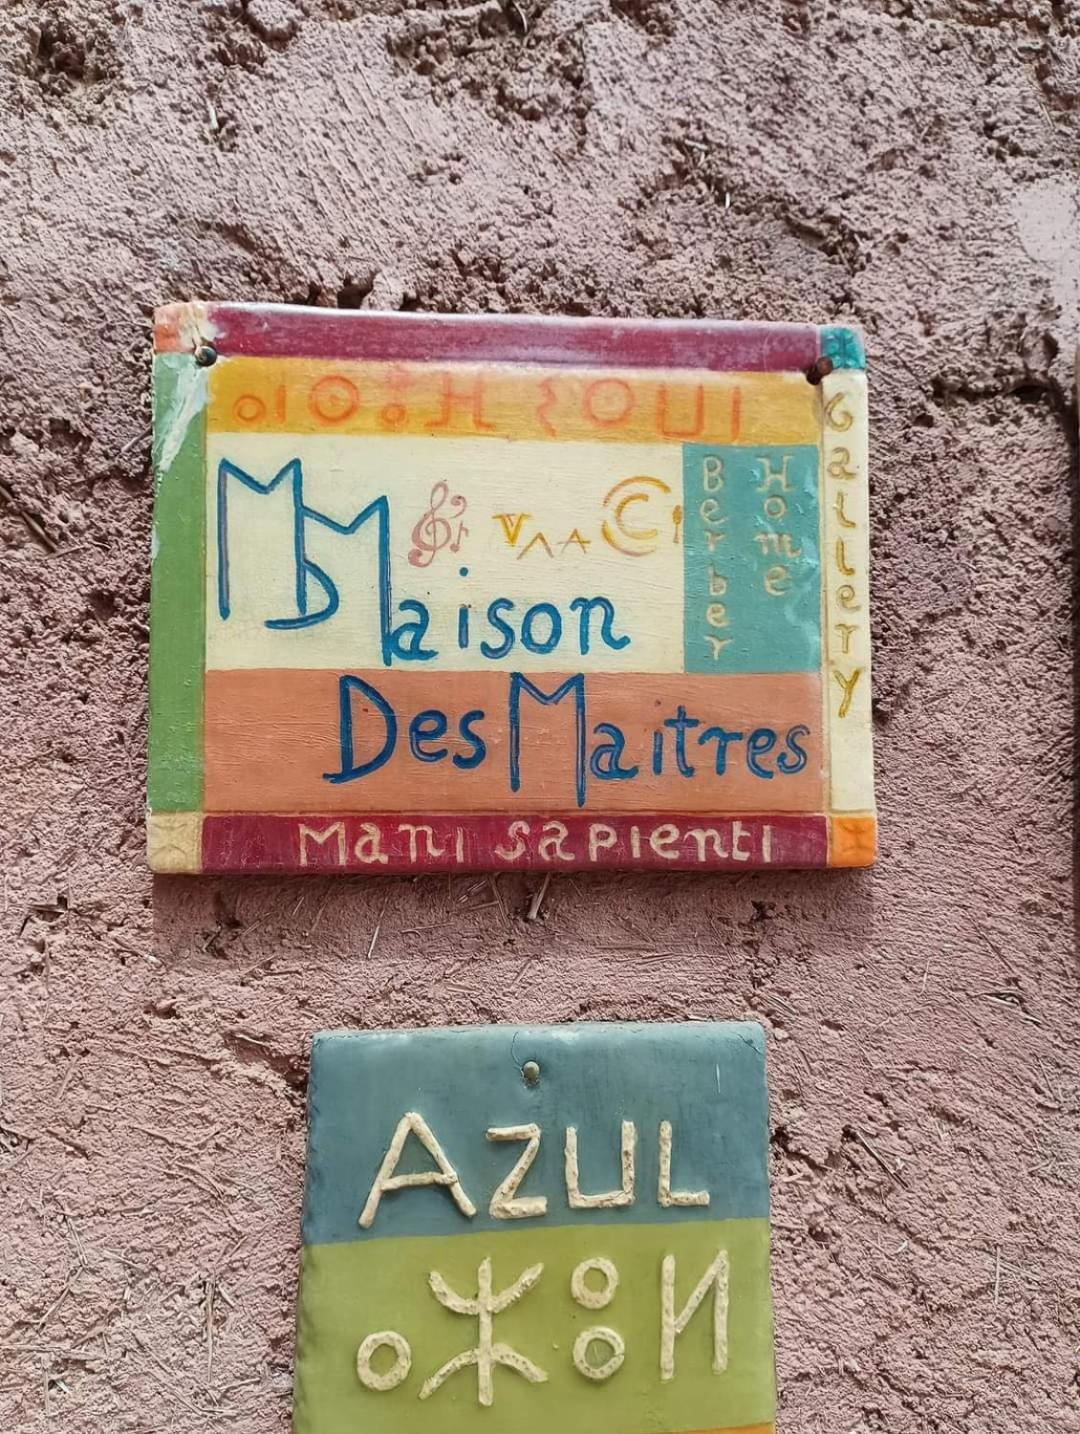 Maison
Des Maitres
Berber
Home
Gallery
Mani sapienti
AZUL
ⴰⵣⵓⵍ